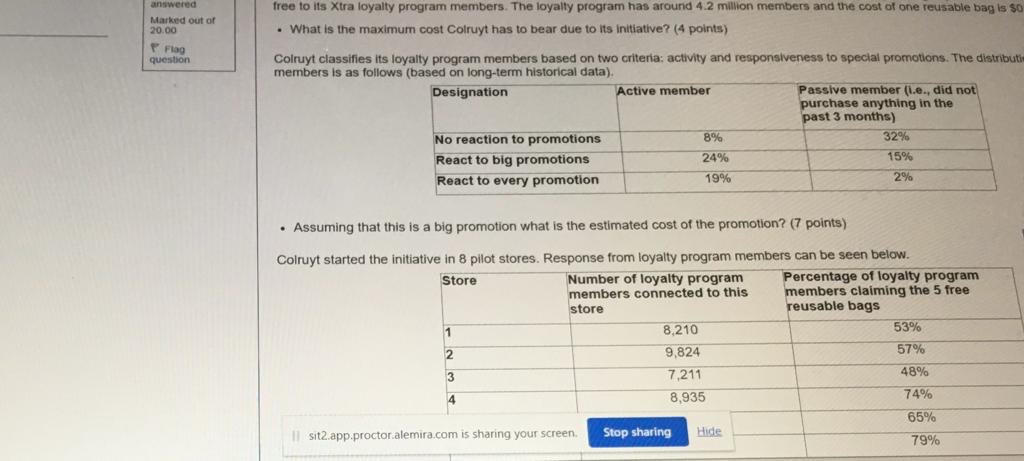 answered
Marked out of
20.00
Flag
question
free to its Xtra loyalty program members. The loyalty program has around 4.2 million members and the cost of one reusable bag is $0
• What is the maximum cost Colruyt has to bear due to its initiative? (4 points)
Colruyt classifies its loyalty program members based on two criteria: activity and responsiveness to special promotions. The
members is as follows (based on long-term historical data).
Designation Active member Passive member (i.e., did not
purchase anything in the
past 3 months)
No reaction to promotions 8% 32%
React to big promotions 24% 15%
React to every promotion 19% 2%
• Assuming that this is a big promotion what is the estimated cost of the promotion? (7 points)
Colruyt started the initiative in 8 pilot stores. Response from loyalty program members can be seen below.
Store Number of loyalty program Percentage of loyalty program
members connected to this members claiming the 5 free
store reusable bags
1 8,210 53%
2 9,824 57%
3 7,211 48%
4 8,935 74%
65%
79%
sit2.app.proctor.alemira.com is sharing your screen. Stop sharing Hide